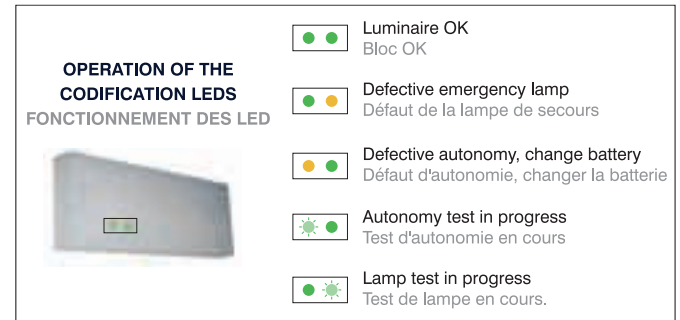 OPERATION OF THE
CODIFICATION LEDS
FONCTIONNEMENT DES LED
Luminaire OK
Bloc OK
Defective emergency lamp
Défaut de la lampe de secours
Defective autonomy, change battery
Défaut d'autonomie, changer la batterie
Autonomy test in progress
Test d'autonomie en cours
Lamp test in progress
Test de lampe en cours.